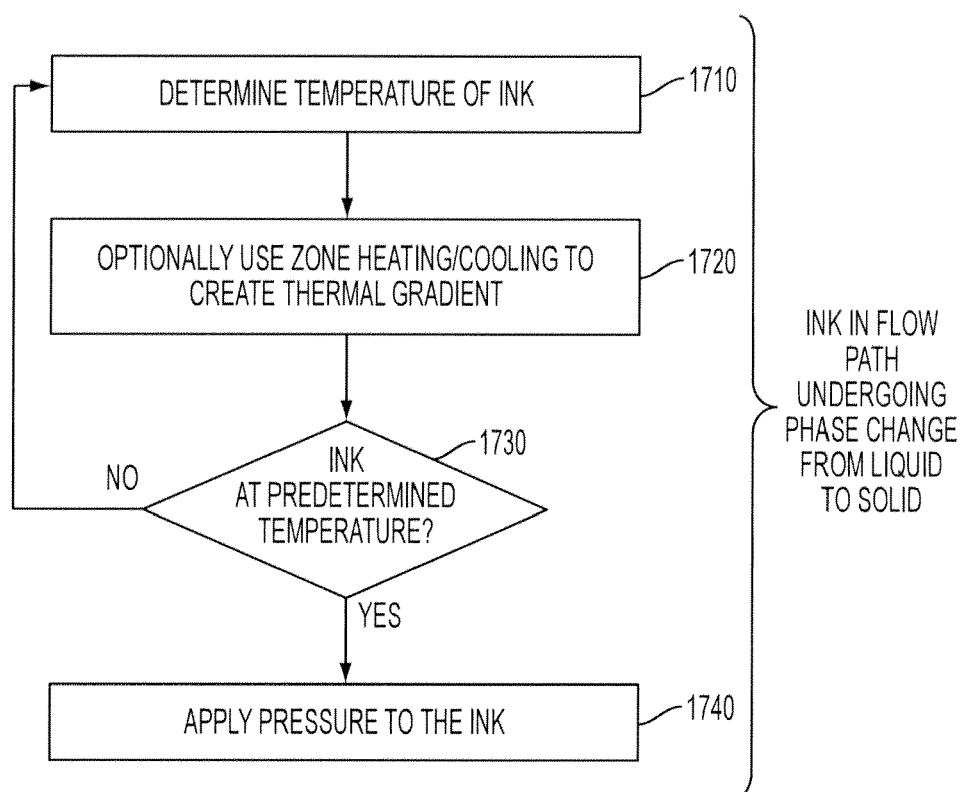 DETERMINE TEMPERATURE OF INK
1710
OPTIONALLY USE ZONE HEATING/COOLING TO
CREATE THERMAL GRADIENT
1720
INK
AT PREDETERMINED
TEMPERATURE?
1730
NO
YES
APPLY PRESSURE TO THE INK
1740
INK IN FLOW
PATH
UNDERGOING
PHASE CHANGE
FROM LIQUID
TO SOLID